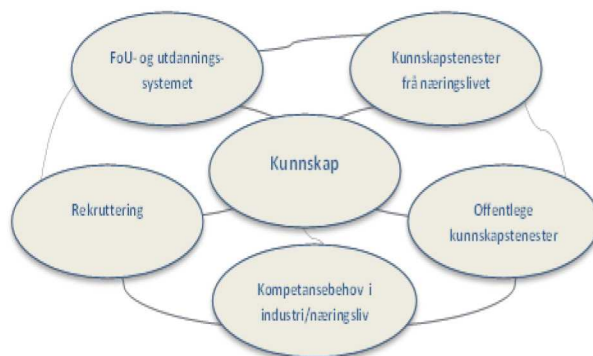 FoU- og utdannings-
systemet
Kunnskapstenester
frå næringslivet
Kunnskap
Rekruttering
Offentlege
kunnskapstenester
Kompetansebehov i
industri/næringsliv